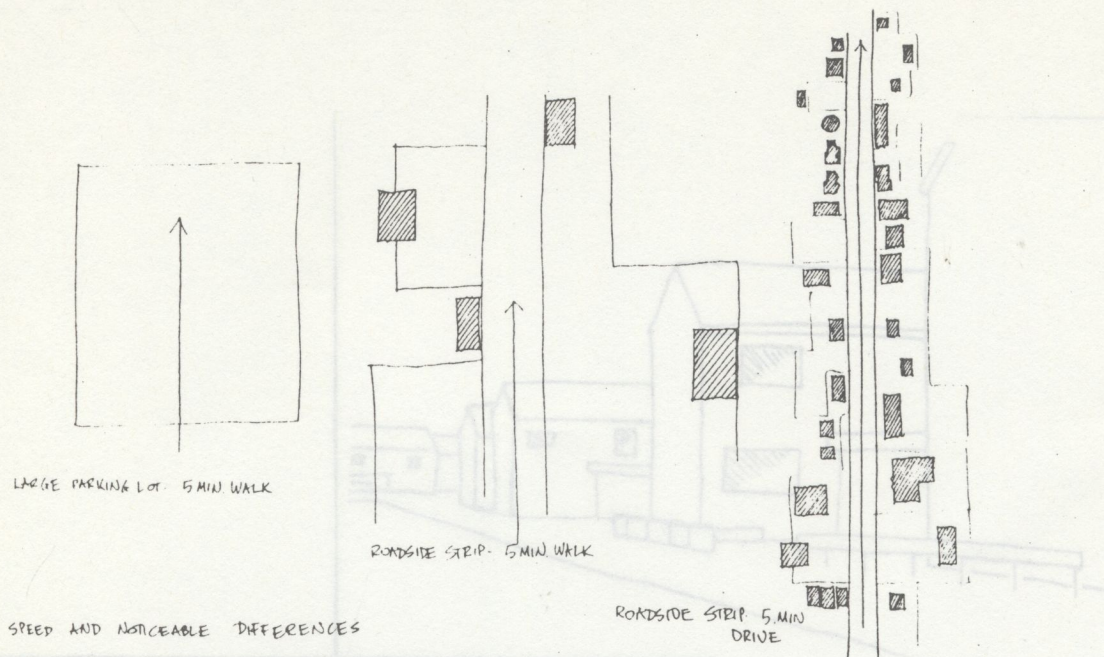 LARGE PARKING LOT. 5 MIN. WALK
ROADSIDE STRIP. 5 MIN. WALK
ROADSIDE STRIP. 5. MIN
DRIVE
SPEED AND NOTICEABLE DIFFERENCES